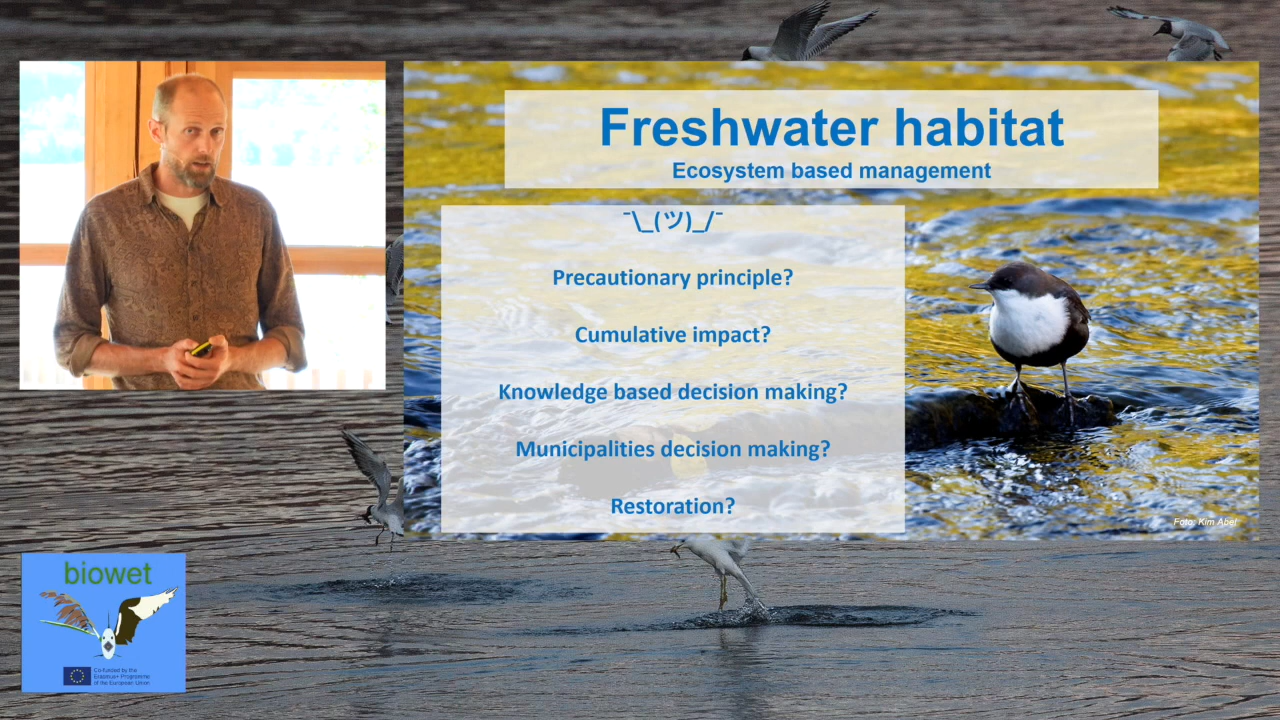 Freshwater habitat
Ecosystem based management
¯\_(ツ)_/¯
Precautionary principle?
Cumulative impact?
Knowledge based decision making?
Municipalities decision making?
Restoration?
Foto: Kim Abel
biowet
Co-funded by the
Erasmus+ Programme
of the European Union